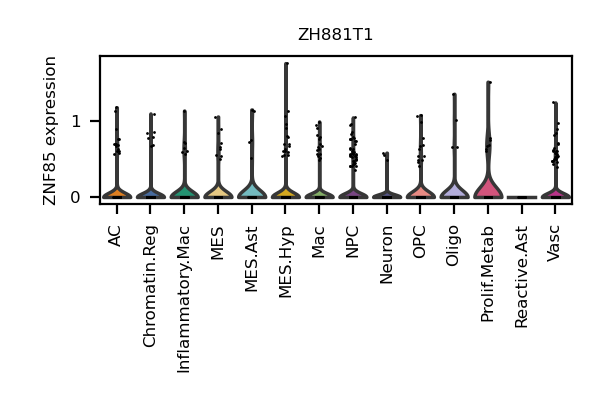 ZH881T1
ZNF85 expression
1
0
AC
Chromatin.Reg
Inflammatory.Mac
MES
MES.Ast
MES.Hyp
Mac
NPC
Neuron
OPC
Oligo
Prolif.Metab
Reactive.Ast
Vasc